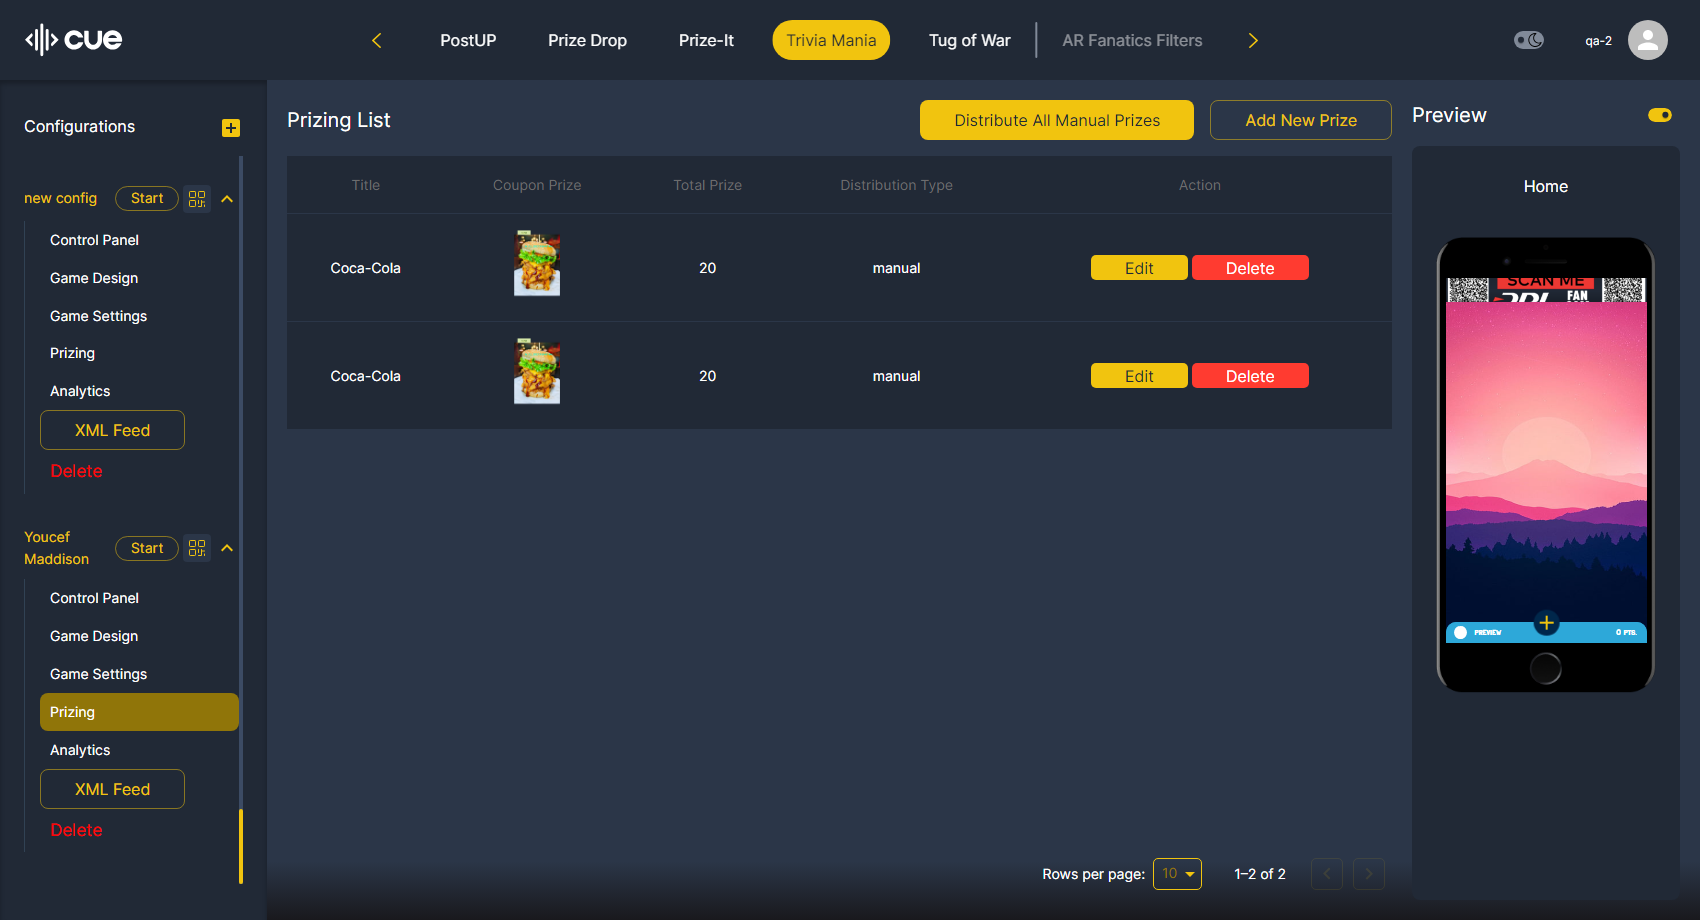 cue
PostUP
Prize Drop
Prize-It
Trivia Mania
Tug of War
AR Fanatics Filters
qa-2
Configurations
new config
Start
Control Panel
Game Design
Game Settings
Prizing
Analytics
XML Feed
Delete
Youcef
Maddison
Start
Control Panel
Game Design
Game Settings
Prizing
Analytics
XML Feed
Delete
Prizing List
Distribute All Manual Prizes
Add New Prize
Title Coupon Prize Total Prize Distribution Type Action
Coca-Cola 20 manual Edit Delete
Coca-Cola 20 manual Edit Delete
Rows per page: 10 1–2 of 2
Preview
Home
SCAN ME
FAN
PREVIEW
0 PTS.